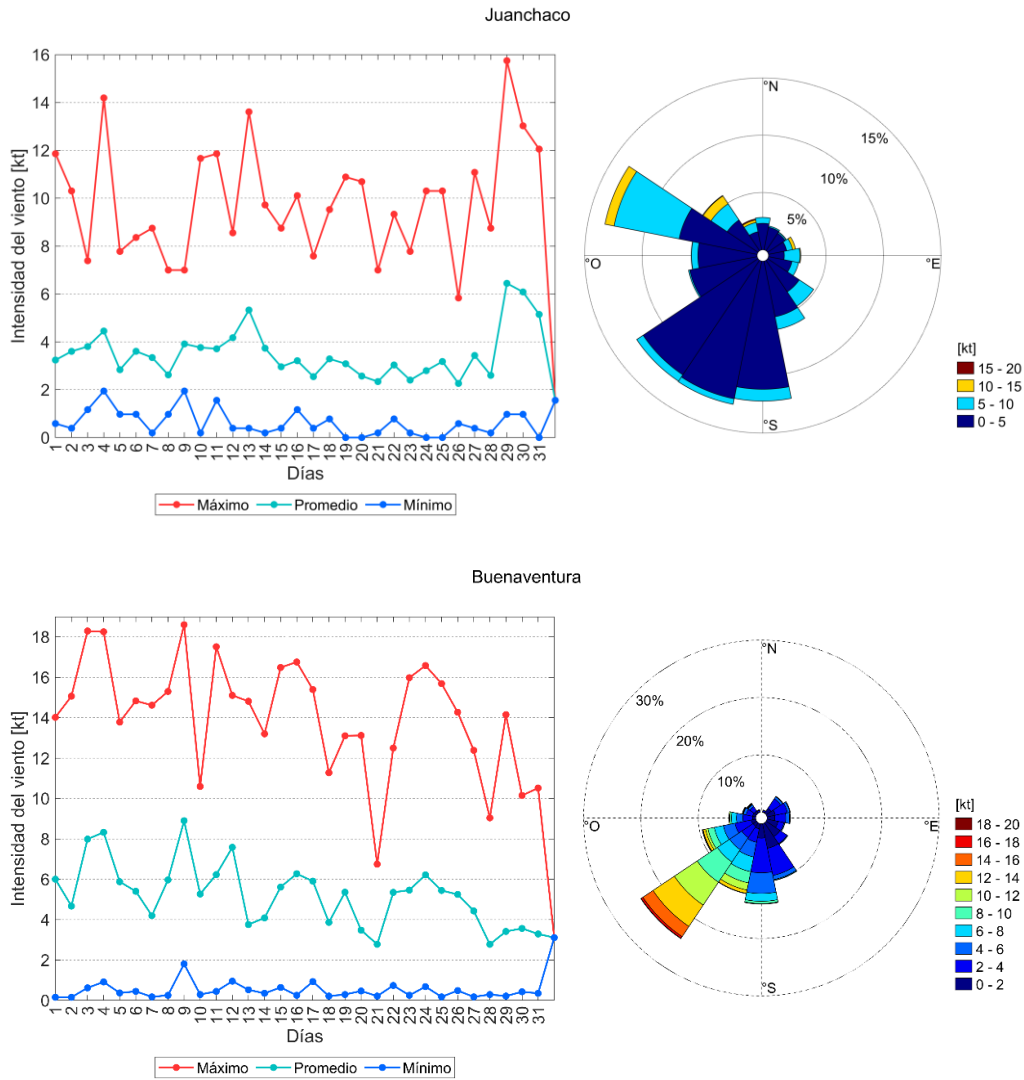 Juanchaco
Intensidad del viento [kt]
16
14
12
10
8
6
4
2
0
1 2 3 4 5 6 7 8 9 10 11 12 13 14 15 16 17 18 19 20 21 22 23 24 25 26 27 28 29 30 31
Días
Máximo Promedio Mínimo
°N
15%
10%
5%
°O
°E
°S
[kt]
15 - 20
10 - 15
5 - 10
0 - 5
Buenaventura
Intensidad del viento [kt]
18
16
14
12
10
8
6
4
2
0
1 2 3 4 5 6 7 8 9 10 11 12 13 14 15 16 17 18 19 20 21 22 23 24 25 26 27 28 29 30 31
Días
Máximo Promedio Mínimo
°N
30%
20%
10%
°O
°E
°S
[kt]
18 - 20
16 - 18
14 - 16
12 - 14
10 - 12
8 - 10
6 - 8
4 - 6
2 - 4
0 - 2